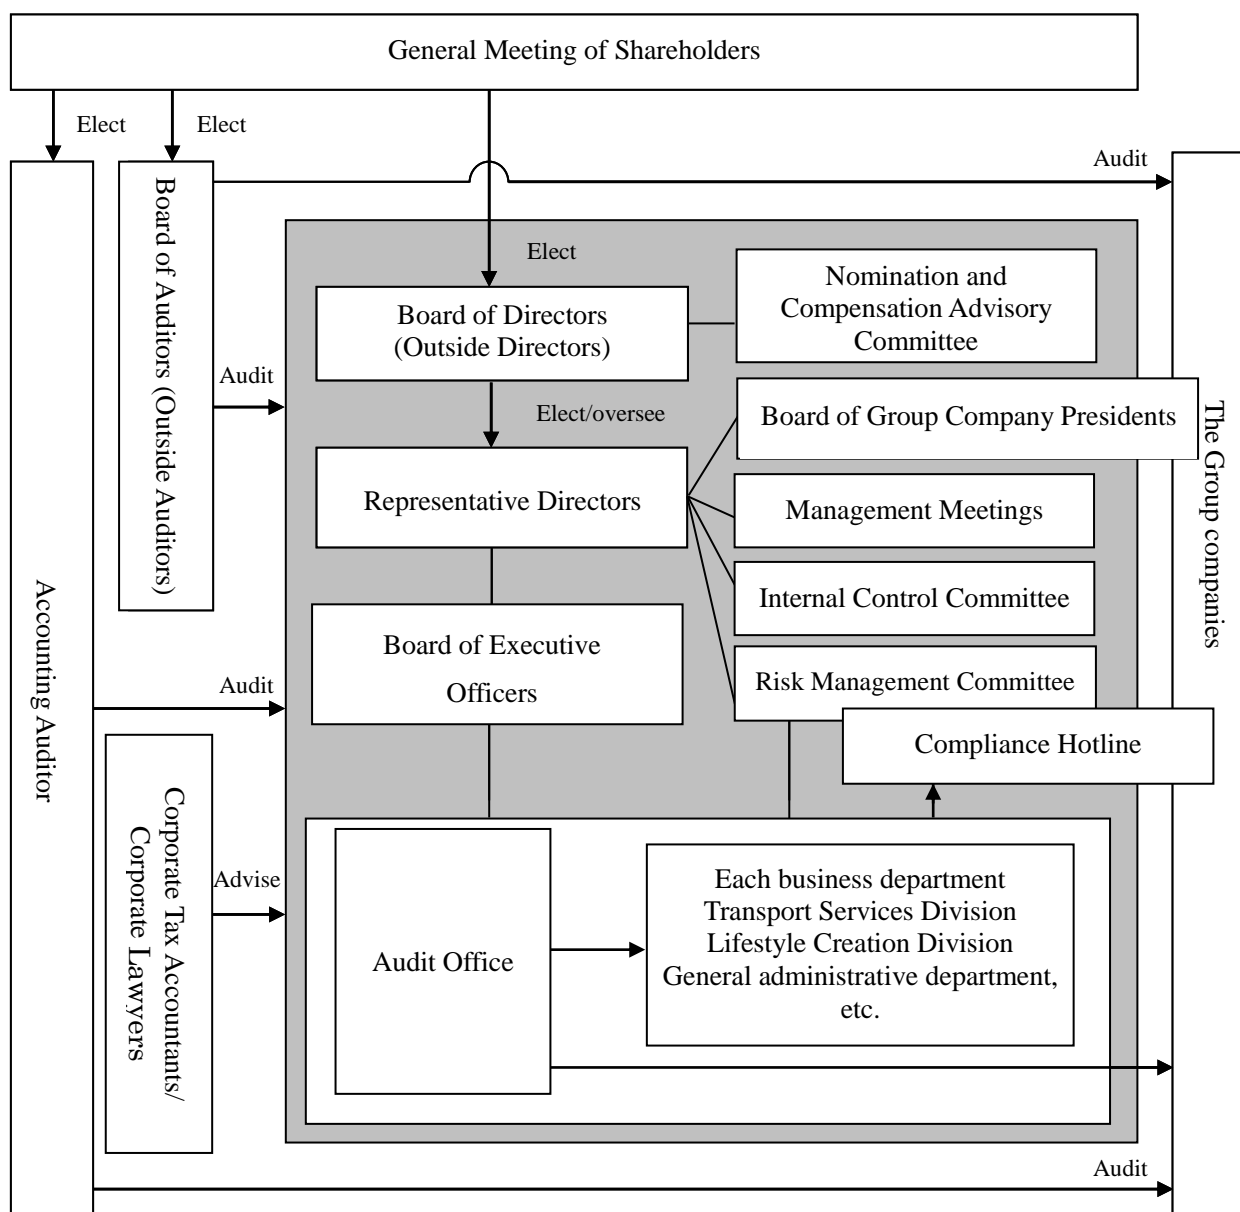 General Meeting of Shareholders
Elect
Elect
Audit
Board of Auditors (Outside Auditors)
Elect
Nomination and
Compensation Advisory
Committee
Board of Directors
(Outside Directors)
Audit
Elect/oversee
Board of Group Company Presidents
The Group companies
Representative Directors
Management Meetings
Internal Control Committee
Accounting Auditor
Board of Executive
Officers
Risk Management Committee
Audit
Compliance Hotline
Corporate Tax Accountants/
Corporate Lawyers
Advise
Audit Office
Each business department
Transport Services Division
Lifestyle Creation Division
General administrative department,
etc.
Audit